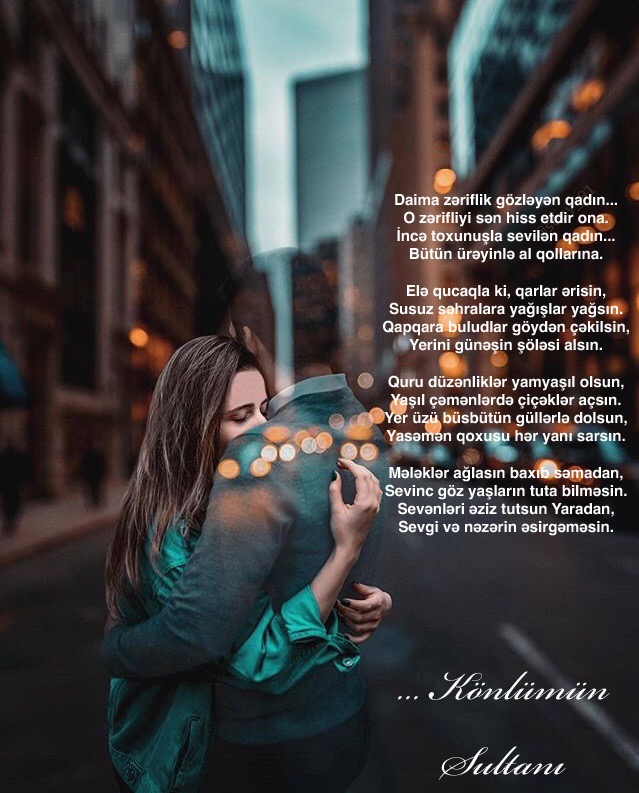 Daima zəriflik gözləyən qadın...
O zərifliyi sən hiss etdir ona.
İncə toxunuşla sevilən qadın...
Bütün ürəyinlə al qollarına.
Elə qucaqla ki, qarlar ərisin,
Susuz səhralara yağışlar yağsın.
Qapqara buludlar göydən çəkilsin,
Yerini günəşin şöləsi alsın.
Quru düzənliklər yamyaşıl olsun,
Yaşıl çəmənlərdə çiçəklər açsın.
Yer üzü büsbütün güllərlə dolsun,
Yasəmən qoxusu hər yanı sarsın.
Mələklər ağlasın baxıb səmadan,
Sevinc göz yaşların tuta bilməsin.
Sevənləri əziz tutsun Yaradan,
Sevgi və nəzərin əsirgəməsin.
... Könlümün
Sultanı